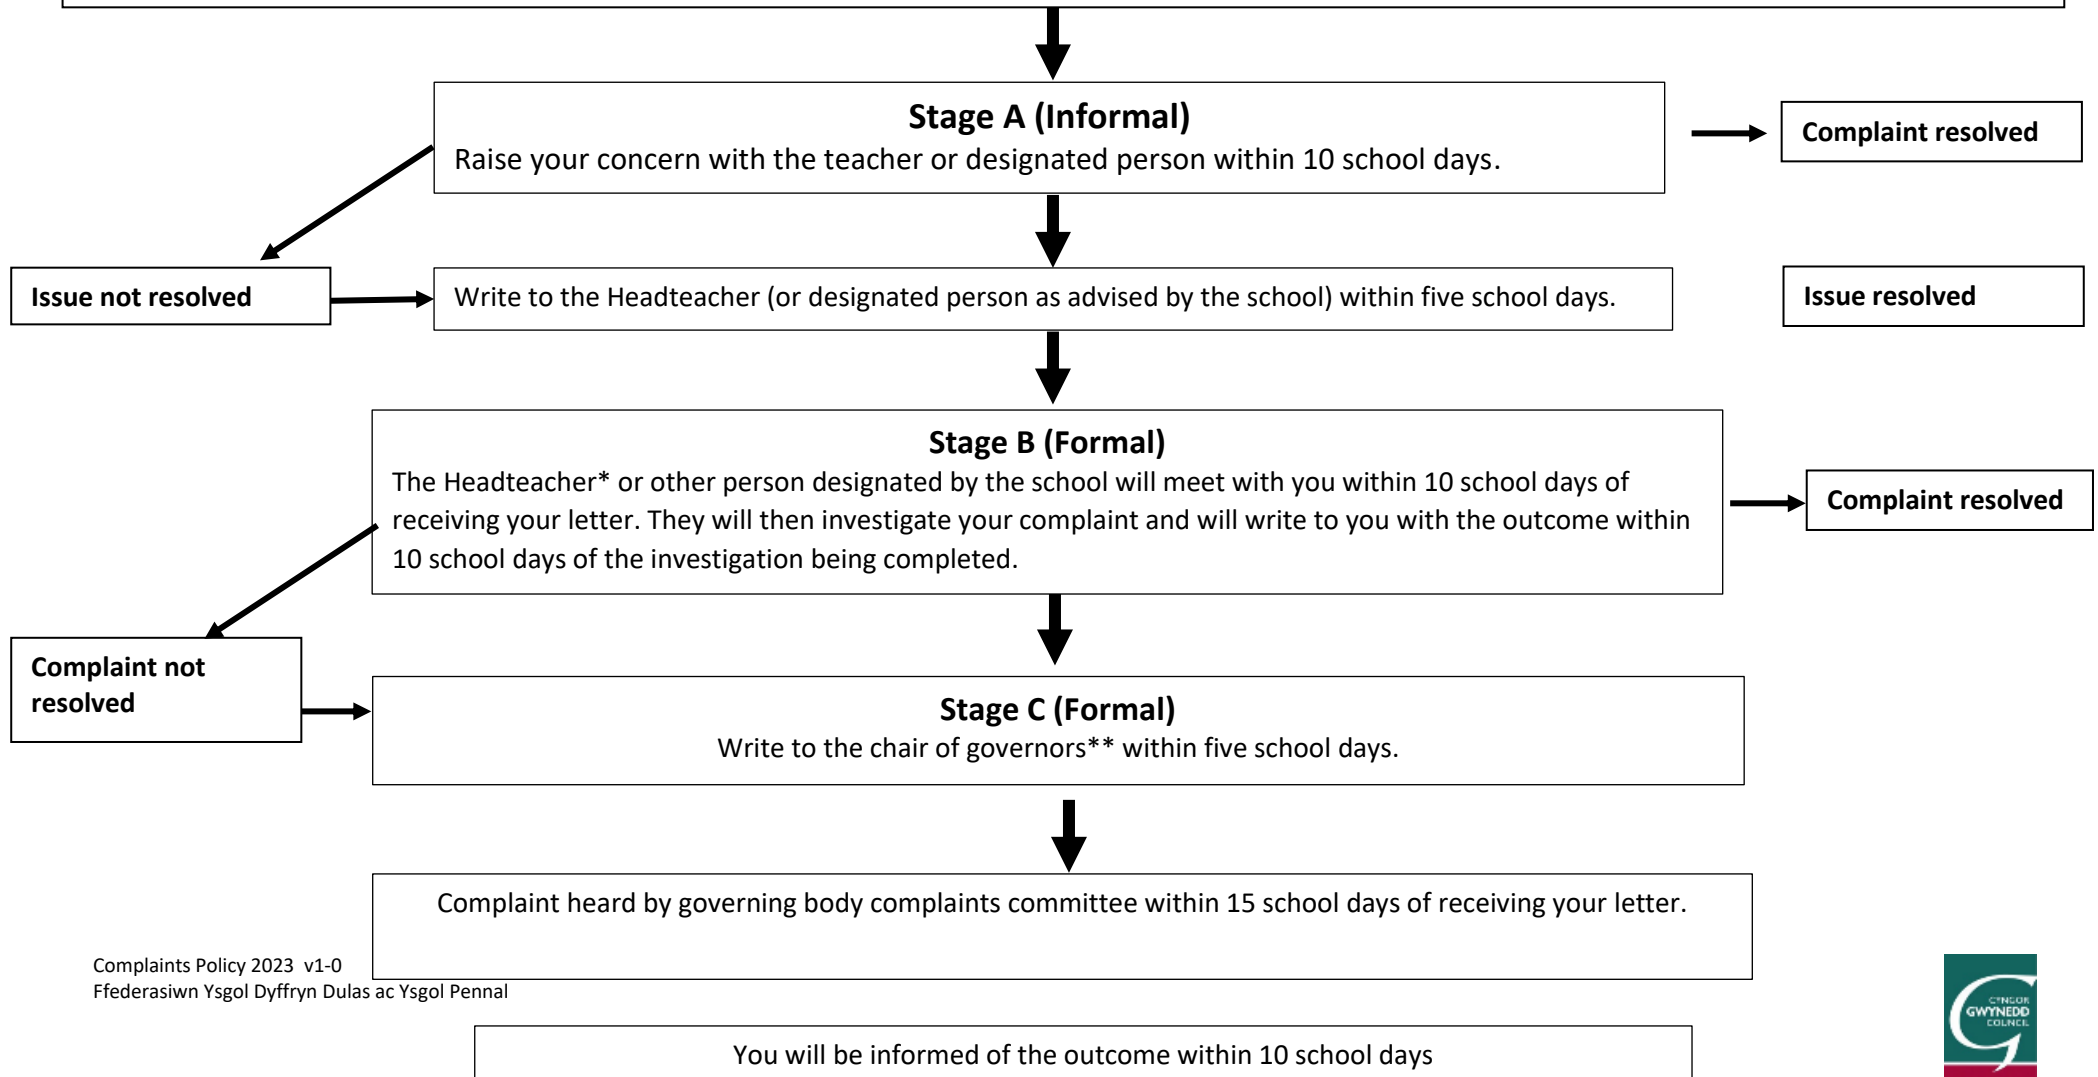 Stage A (Informal)
Raise your concern with the teacher or designated person within 10 school days.
Complaint resolved
Issue not resolved
Write to the Headteacher (or designated person as advised by the school) within five school days.
Issue resolved
Stage B (Formal)
The Headteacher* or other person designated by the school will meet with you within 10 school days of
receiving your letter. They will then investigate your complaint and will write to you with the outcome within
10 school days of the investigation being completed.
Complaint resolved
Complaint not
resolved
Stage C (Formal)
Write to the chair of governors** within five school days.
Complaint heard by governing body complaints committee within 15 school days of receiving your letter.
Complaints Policy 2023 v1-0
Ffederasiwn Ysgol Dyffryn Dulas ac Ysgol Pennal
CYNGOR
GWYNEDD
COUNCIL
You will be informed of the outcome within 10 school days